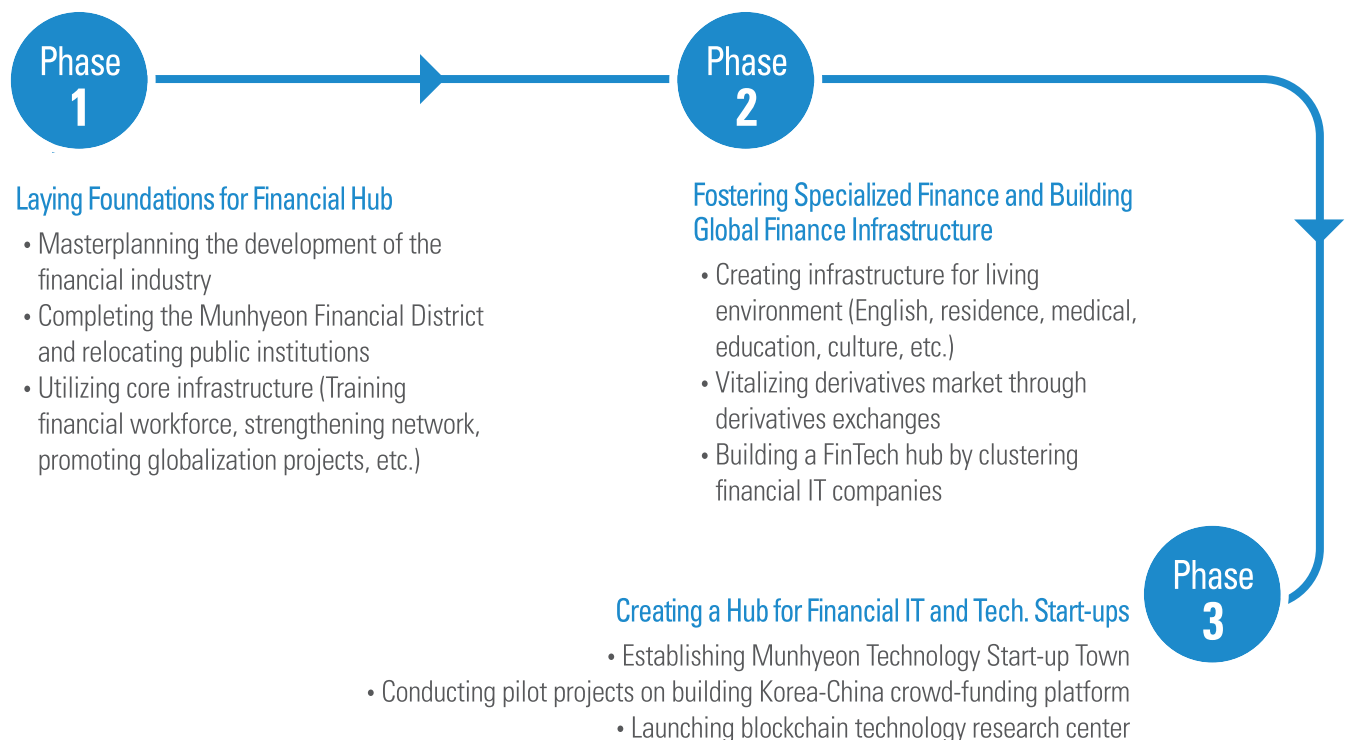 Phase
1
Laying Foundations for Financial Hub
• Masterplanning the development of the
financial industry
• Completing the Munhyeon Financial District
and relocating public institutions
• Utilizing core infrastructure (Training
financial workforce, strengthening network,
promoting globalization projects, etc.)
Phase
2
Fostering Specialized Finance and Building
Global Finance Infrastructure
• Creating infrastructure for living
environment (English, residence, medical,
education, culture, etc.)
• Vitalizing derivatives market through
derivatives exchanges
• Building a FinTech hub by clustering
financial IT companies
Phase
3
Creating a Hub for Financial IT and Tech. Start-ups
• Establishing Munhyeon Technology Start-up Town
• Conducting pilot projects on building Korea-China crowd-funding platform
• Launching blockchain technology research center